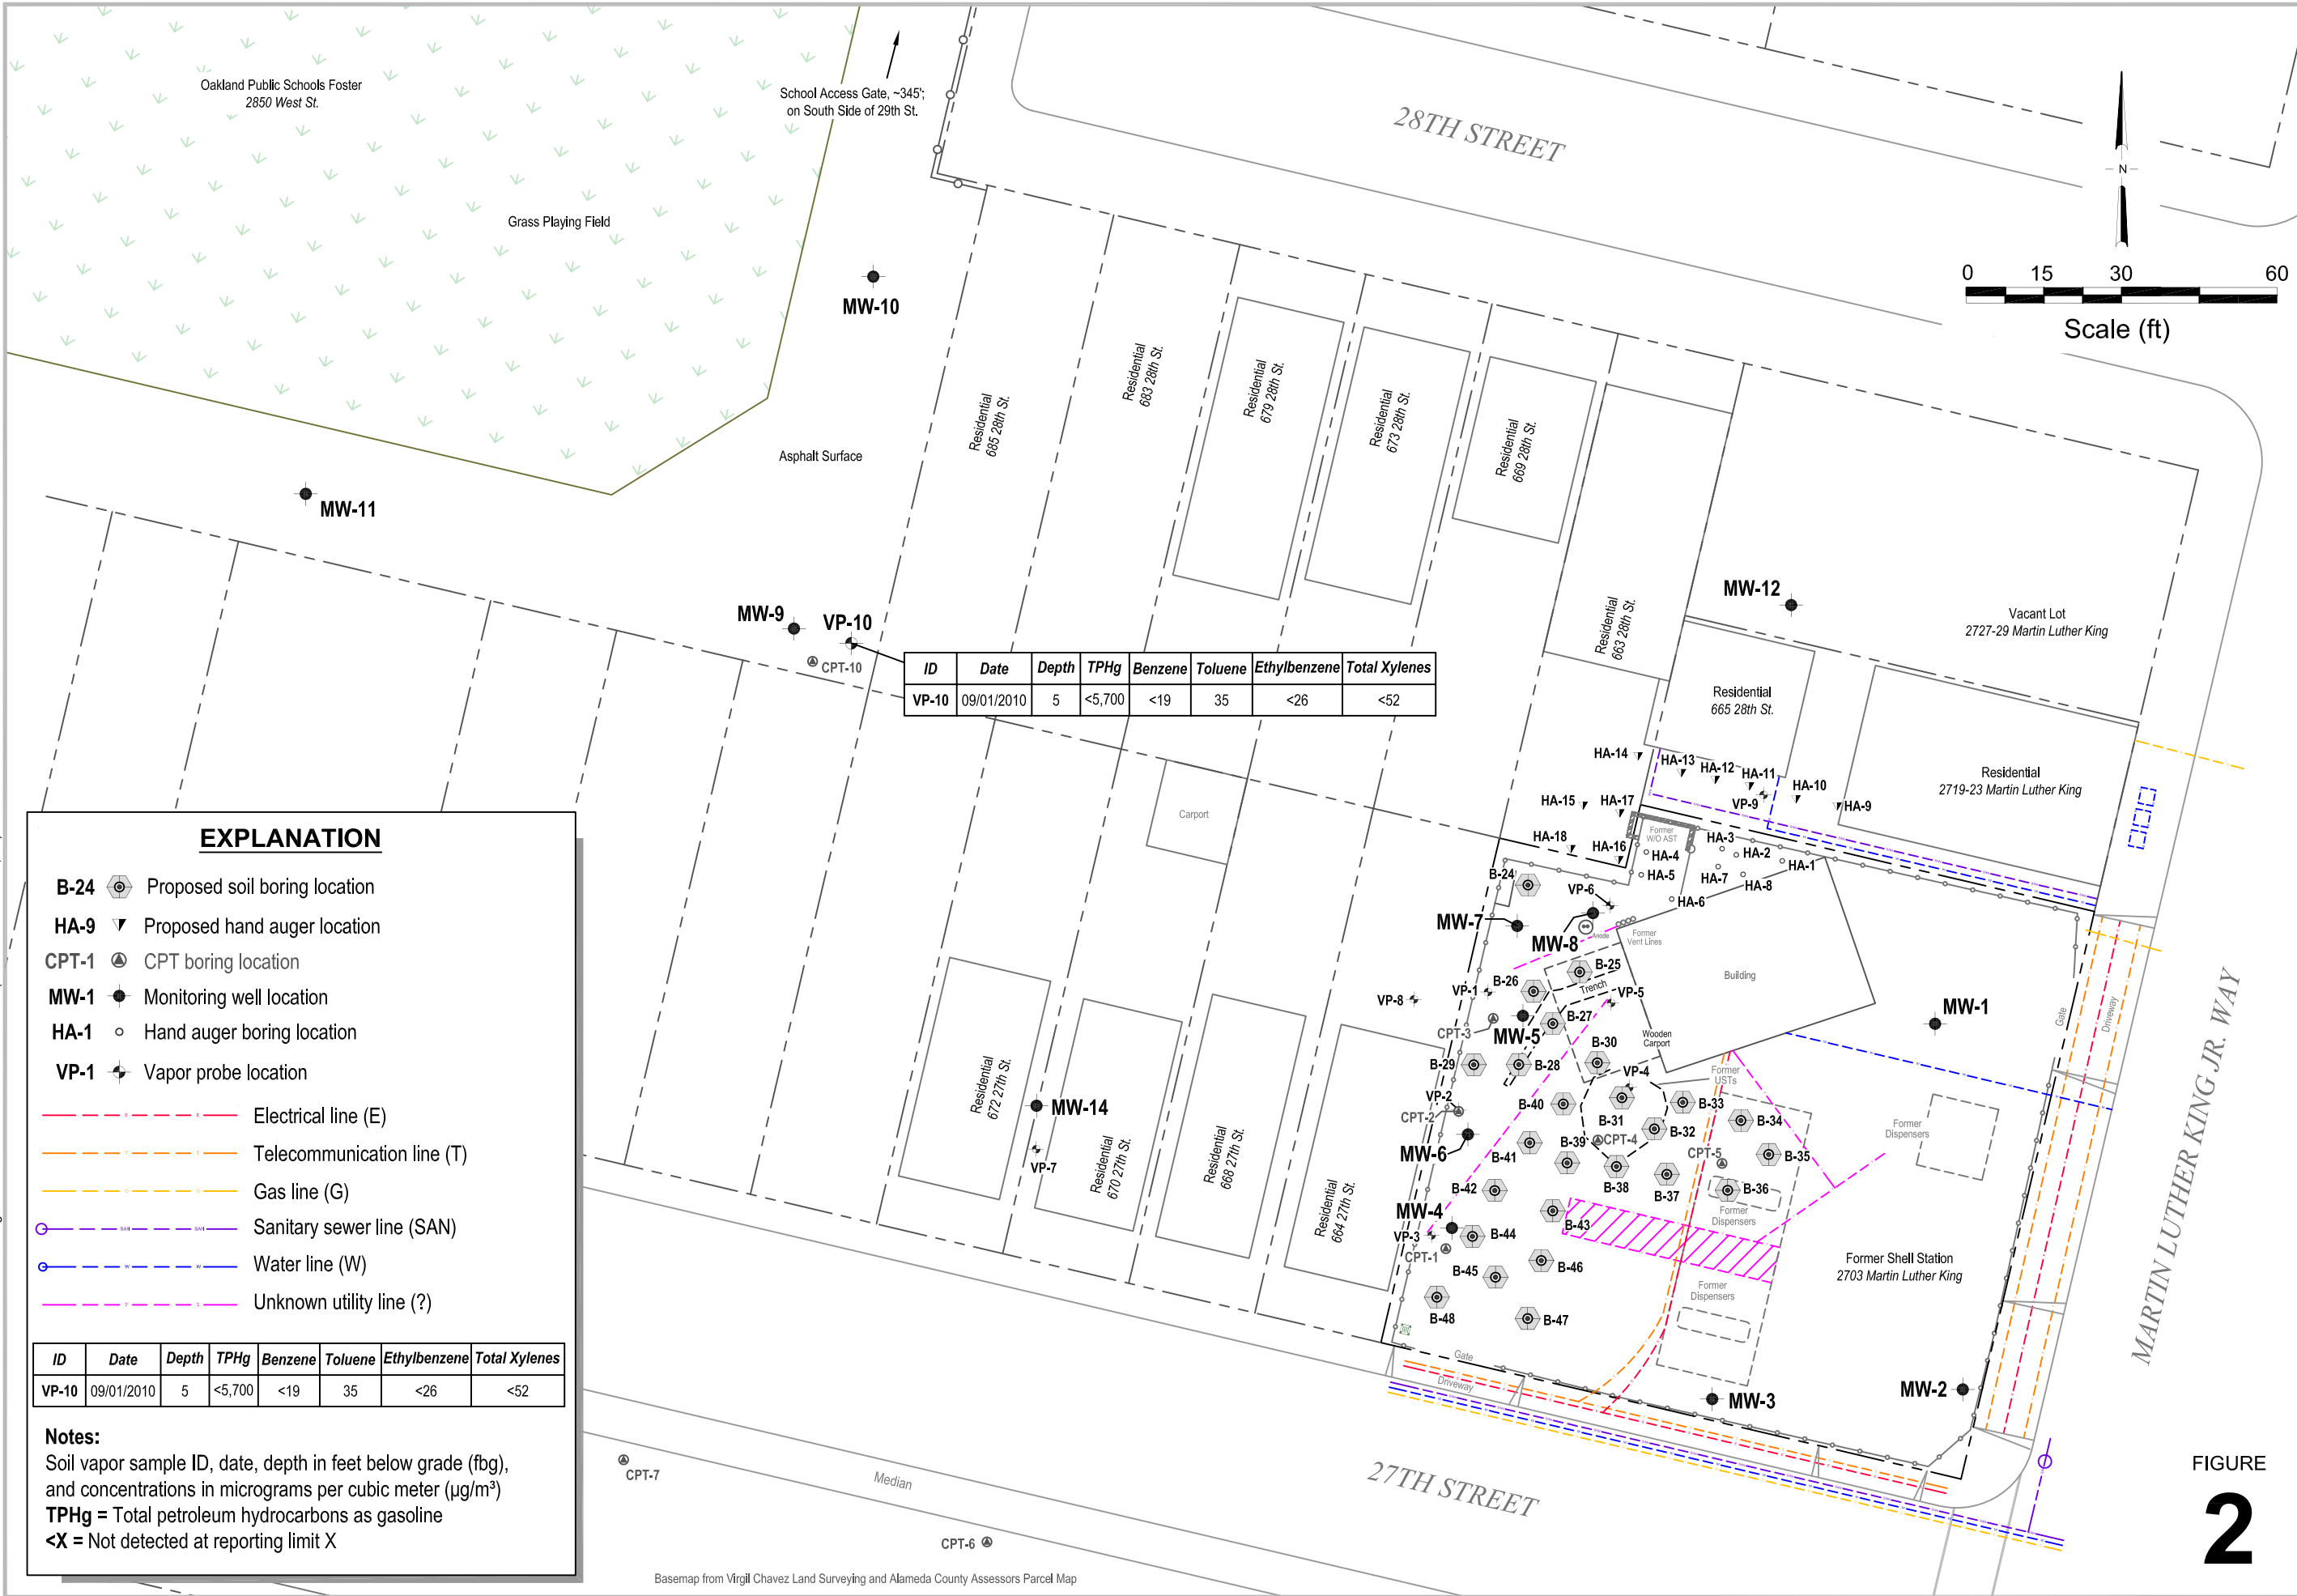 Oakland Public Schools Foster
2850 West St.
School Access Gate, ~345';
on South Side of 29th St.
28TH STREET
N
0 15 30 60
Scale (ft)
Grass Playing Field
MW-10
Asphalt Surface
MW-11
Residential
685 28th St.
Residential
683 28th St.
Residential
679 28th St.
Residential
673 28th St.
Residential
669 28th St.
Residential
663 28th St.
MW-12
Vacant Lot
2727-29 Martin Luther King
MW-9
VP-10
CPT-10
ID Date Depth TPHg Benzene Toluene Ethylbenzene Total Xylenes
VP-10 09/01/2010 5 <5,700 <19 35 <26 <52
Residential
665 28th St.
Residential
2719-23 Martin Luther King
HA-14
HA-13
HA-12
HA-11
HA-10
HA-9
VP-9
HA-15
HA-17
HA-18
HA-16
Former
W/O AST
HA-3
HA-2
HA-1
HA-4
HA-5
HA-7
HA-8
HA-6
Carport
B-24
VP-6
MW-7
MW-8
Anode
Former
Vent Lines
Building
B-25
B-26
Trench
VP-1
VP-5
VP-8
B-27
CPT-3
MW-5
Wooden
Carport
MW-1
Gate
Driveway
MARTIN LUTHER KING JR. WAY
B-29
B-28
B-30
VP-4
Former
USTs
VP-2
CPT-2
B-40
B-31
B-33
B-34
B-32
B-39
CPT-4
MW-6
B-41
CPT-5
B-35
B-38
B-37
B-36
B-42
Former
Dispensers
Former
Dispensers
MW-4
B-43
VP-3
B-44
CPT-1
B-45
B-46
Former Shell Station
2703 Martin Luther King
Former
Dispensers
B-48
B-47
Gate
Driveway
MW-3
MW-2
Residential
672 27th St.
MW-14
VP-7
Residential
670 27th St.
Residential
668 27th St.
Residential
664 27th St.
27TH STREET
Median
CPT-7
CPT-6
EXPLANATION
B-24 Proposed soil boring location
HA-9 Proposed hand auger location
CPT-1 CPT boring location
MW-1 Monitoring well location
HA-1 Hand auger boring location
VP-1 Vapor probe location
Electrical line (E)
Telecommunication line (T)
Gas line (G)
Sanitary sewer line (SAN)
Water line (W)
Unknown utility line (?)
ID Date Depth TPHg Benzene Toluene Ethylbenzene Total Xylenes
VP-10 09/01/2010 5 <5,700 <19 35 <26 <52
Notes:
Soil vapor sample ID, date, depth in feet below grade (fbg),
and concentrations in micrograms per cubic meter (µg/m³)
TPHg = Total petroleum hydrocarbons as gasoline
<X = Not detected at reporting limit X
Basemap from Virgil Chavez Land Surveying and Alameda County Assessors Parcel Map
FIGURE
2